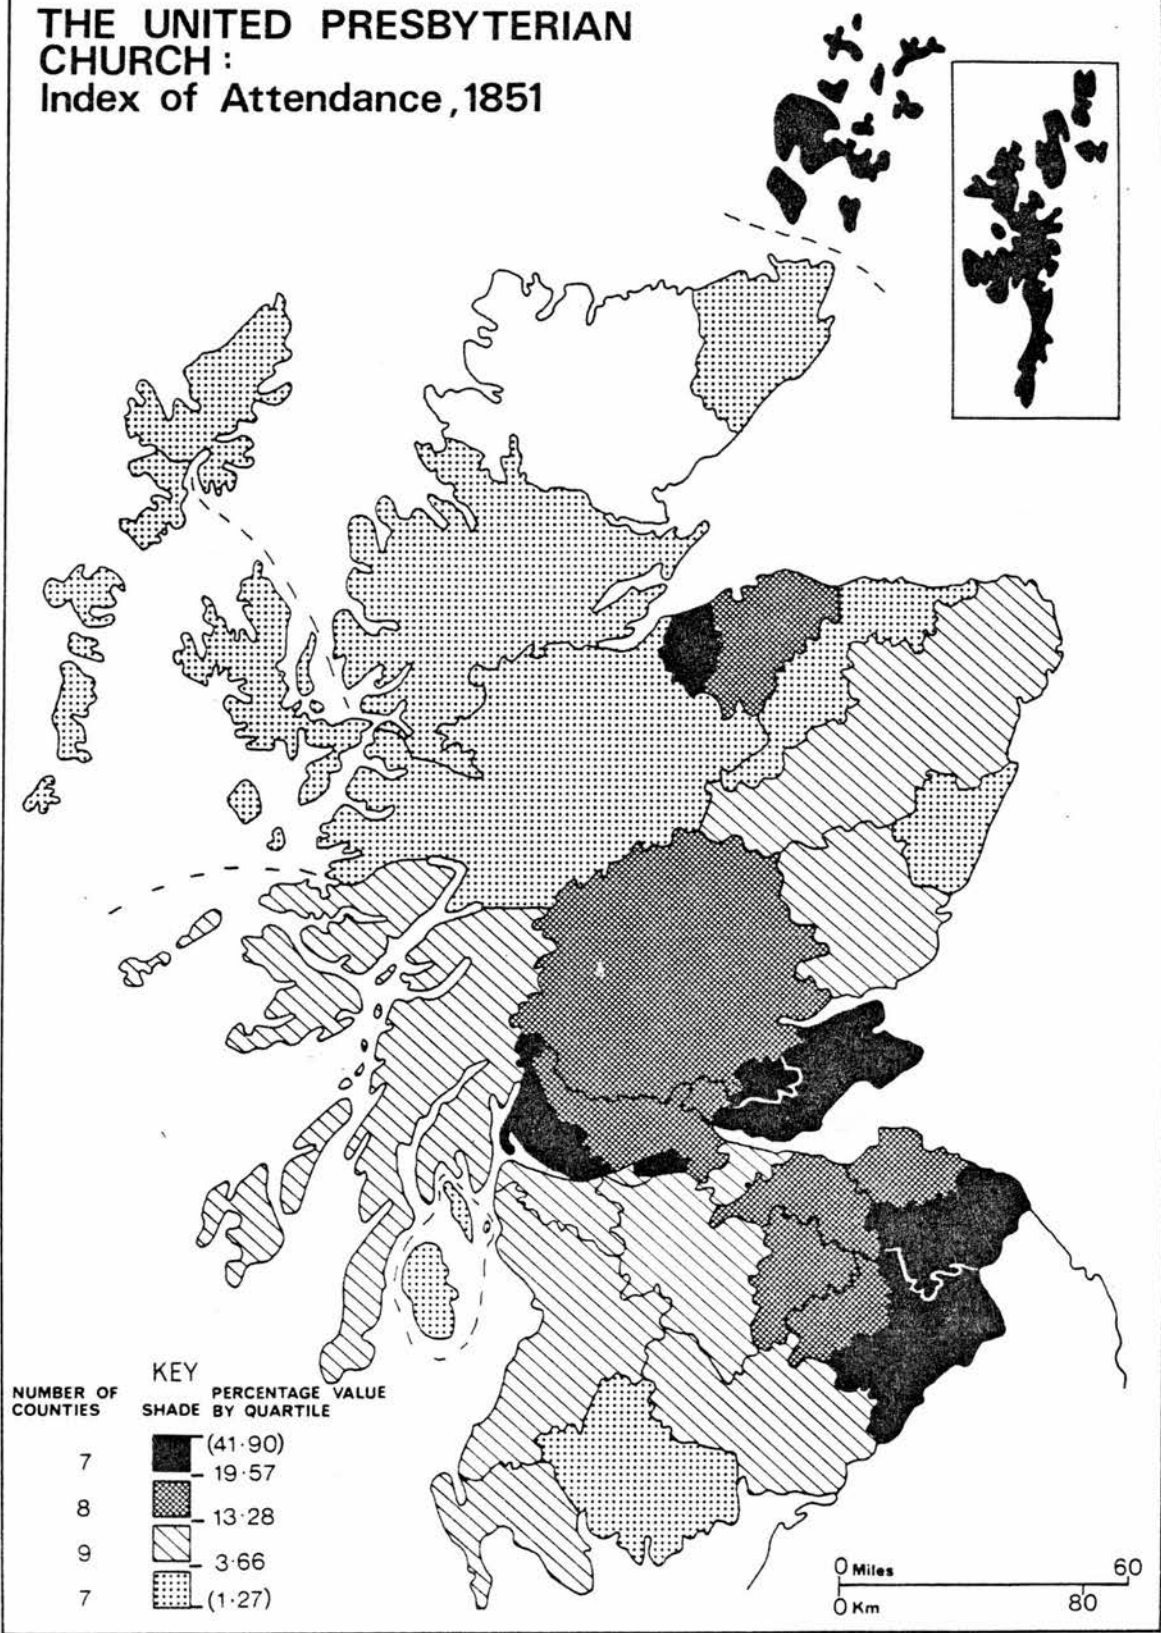 THE UNITED PRESBYTERIAN
CHURCH:
Index of Attendance, 1851
KEY
NUMBER OF COUNTIES
SHADE
PERCENTAGE VALUE BY QUARTILE
7
(41·90)
19·57
8
13·28
9
3·66
7
(1·27)
0 Miles 60
0 Km 80